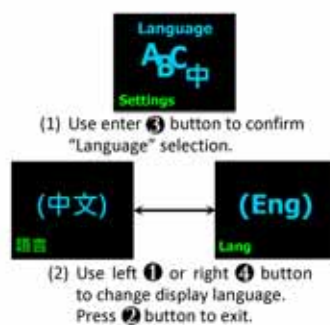 Language
ABC中
Settings
(1) Use enter ❸ button to confirm
"Language" selection.
(中文)
語言
(Eng)
Lang
(2) Use left ❶ or right ❹ button
to change display language.
Press ❷ button to exit.